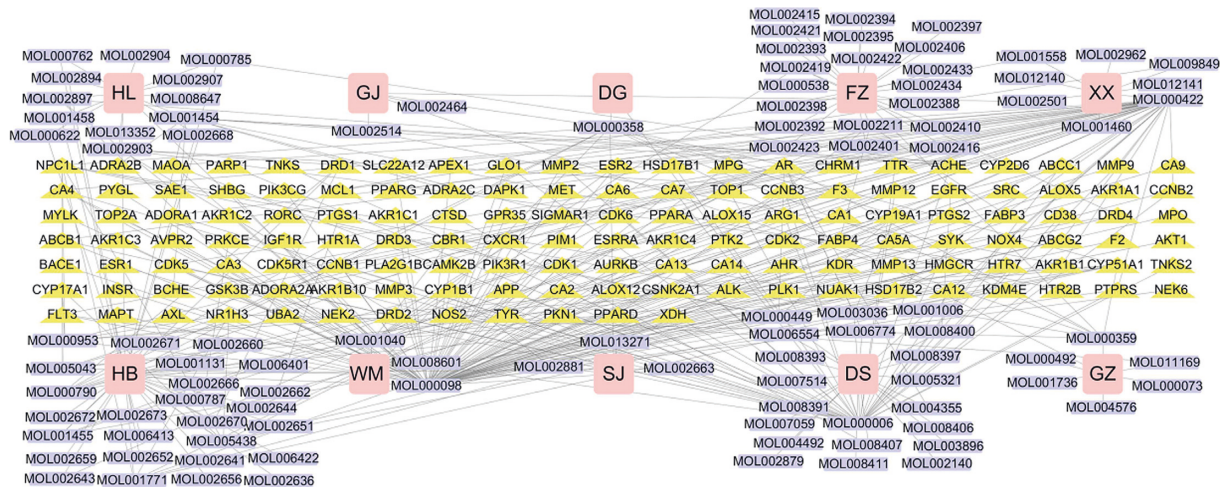 MOL002415 MOL002394
MOL002421 MOL002395 MOL002397
MOL000762 MOL002904 MOL000785 MOL002393 MOL002422 MOL002406 MOL001558 MOL002962 MOL009849
MOL002894 HL MOL002907 GJ DG MOL002419 FZ MOL002433 MOL012140 XX MOL012141
MOL002897 MOL008647 MOL002464 MOL000538 MOL002434 MOL002501 MOL000422
MOL001458 MOL001454 MOL002514 MOL000358 MOL002398 MOL002388 MOL001460
MOL000622 MOL013352 MOL002668 MOL002392 MOL002211 MOL002410
MOL002903 MOL002423 MOL002401 MOL002416
NPC1L1 ADRA2B MAOA PARP1 TNKS DRD1 SLC22A12 APEX1 GLO1 MMP2 ESR2 HSD17B1 MPG AR CHRM1 TTR ACHE CYP2D6 ABCC1 MMP9 CA9
CA4 PYGL SAE1 SHBG PIK3CG MCL1 PPARG ADRA2C DAPK1 MET CA6 CA7 TOP1 CCNB3 F3 MMP12 EGFR SRC ALOX5 AKR1A1 CCNB2
MYLK TOP2A ADORA1 AKR1C2 RORC PTGS1 AKR1C1 CTSD GPR35 SIGMAR1 CDK6 PPARA ALOX15 ARG1 CA1 CYP19A1 PTGS2 FABP3 CD38 DRD4 MPO
ABCB1 AKR1C3 AVPR2 PRKCE IGF1R HTR1A DRD3 CBR1 CXCR1 PIM1 ESRRA AKR1C4 PTK2 CDK2 FABP4 CA5A SYK NOX4 ABCG2 F2 AKT1
BACE1 ESR1 CDK5 CA3 CDK5R1 CCNB1 PLA2G1B CAMK2B PIK3R1 CDK1 AURKB CA13 CA14 AHR KDR MMP13 HMGCR HTR7 AKR1B1 CYP51A1 TNKS2
CYP17A1 INSR BCHE GSK3B ADORA2A AKR1B10 MMP3 CYP1B1 APP CA2 ALOX12 CSNK2A1 ALK PLK1 NUAK1 HSD17B2 CA12 KDM4E HTR2B PTPRS NEK6
FLT3 MAPT AXL NR1H3 UBA2 NEK2 DRD2 NOS2 TYR PKN1 PPARD XDH MOL000449 MOL003036 MOL001006
MOL000953 MOL002671 MOL002660 MOL001040 MOL013271 MOL006554 MOL006774 MOL008400 MOL000359
MOL005043 HB MOL001131 MOL006401 WM MOL008601 MOL002881 SJ MOL002663 MOL008393 DS MOL008397 MOL000492 GZ MOL011169
MOL000790 MOL002666 MOL002662 MOL000098 MOL007514 MOL005321 MOL001736 MOL000073
MOL000787 MOL002644 MOL008391 MOL004355 MOL004576
MOL002672 MOL002673 MOL002670 MOL002651 MOL007059 MOL000006 MOL008406
MOL001455 MOL006413 MOL005438 MOL004492 MOL008407 MOL003896
MOL002659 MOL002652 MOL002641 MOL006422 MOL002879 MOL008411 MOL002140
MOL002643 MOL001771 MOL002656 MOL002636